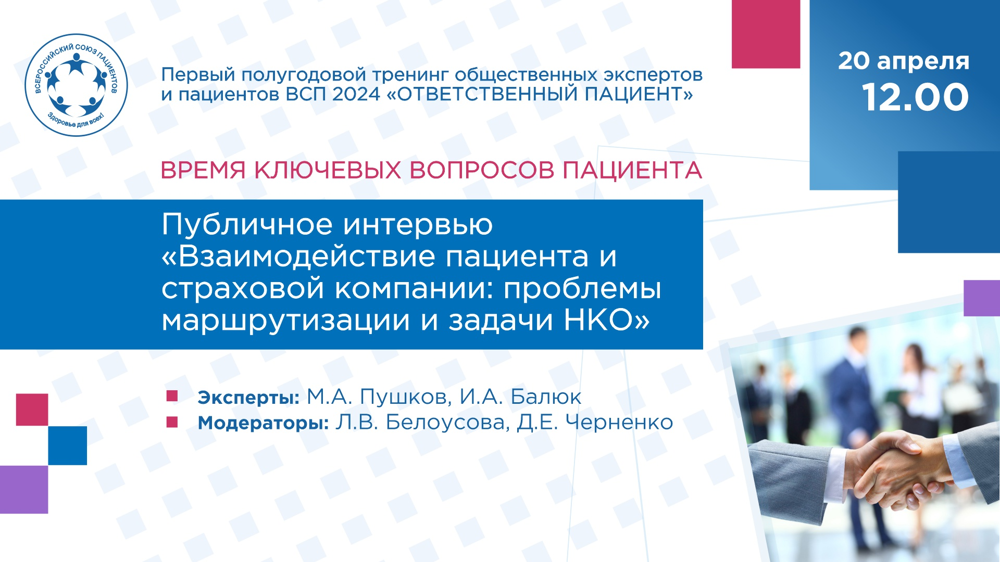 ВСЕРОССИЙСКИЙ СОЮЗ ПАЦИЕНТОВ
Здоровье для всех!
Первый полугодовой тренинг общественных экспертов
и пациентов ВСП 2024 «ОТВЕТСТВЕННЫЙ ПАЦИЕНТ»
20 апреля
12.00
ВРЕМЯ КЛЮЧЕВЫХ ВОПРОСОВ ПАЦИЕНТА
Публичное интервью
«Взаимодействие пациента и
страховой компании: проблемы
маршрутизации и задачи НКО»
Эксперты: М.А. Пушков, И.А. Балюк
Модераторы: Л.В. Белоусова, Д.Е. Черненко